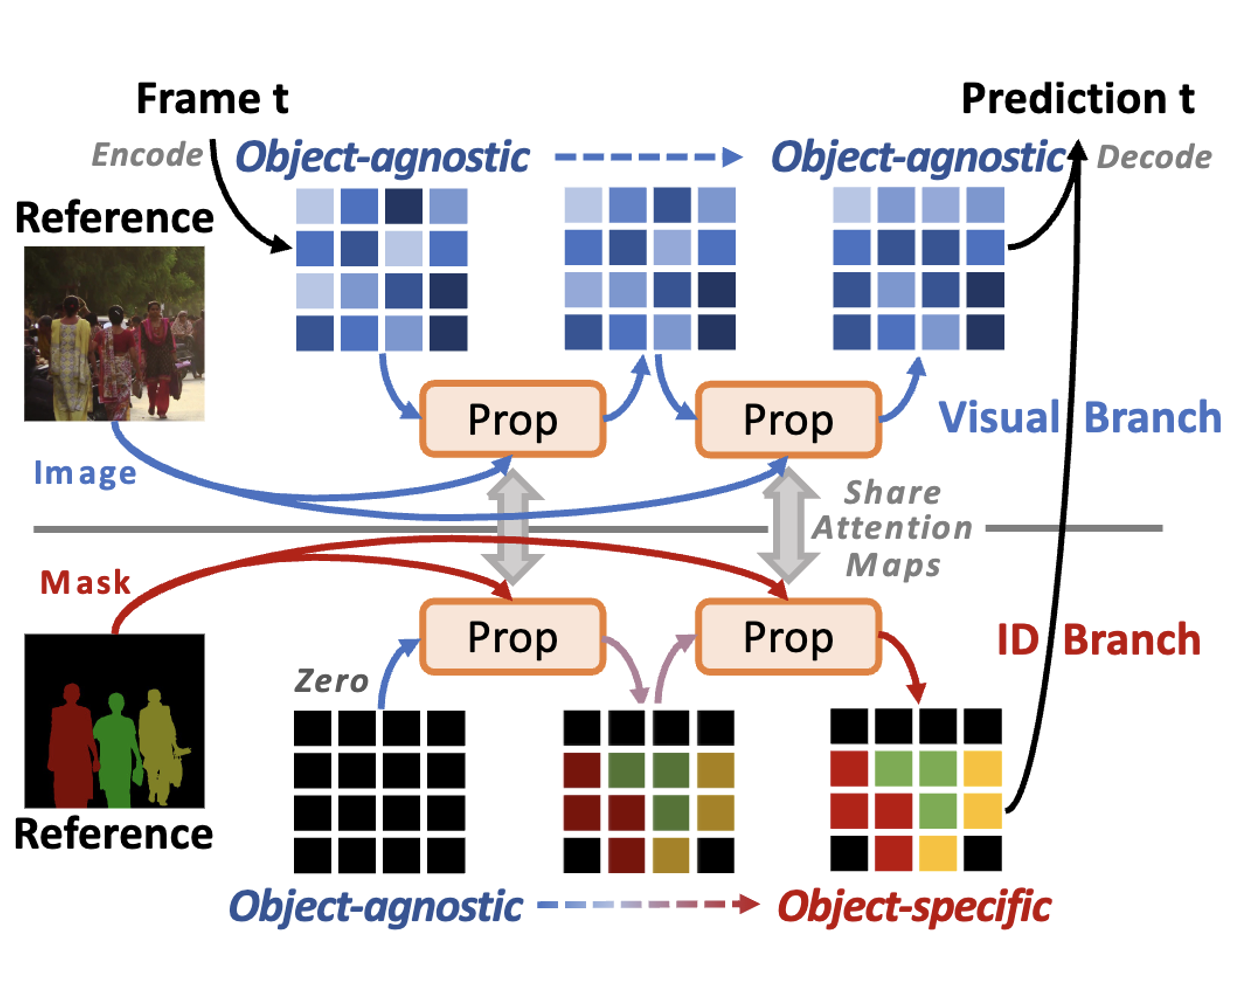 Frame t
Prediction t
Encode
Object-agnostic
Object-agnostic
Decode
Reference
Prop
Prop
Visual Branch
Image
Share
Attention
Maps
Mask
Prop
Prop
ID Branch
Zero
Reference
Object-agnostic
Object-specific